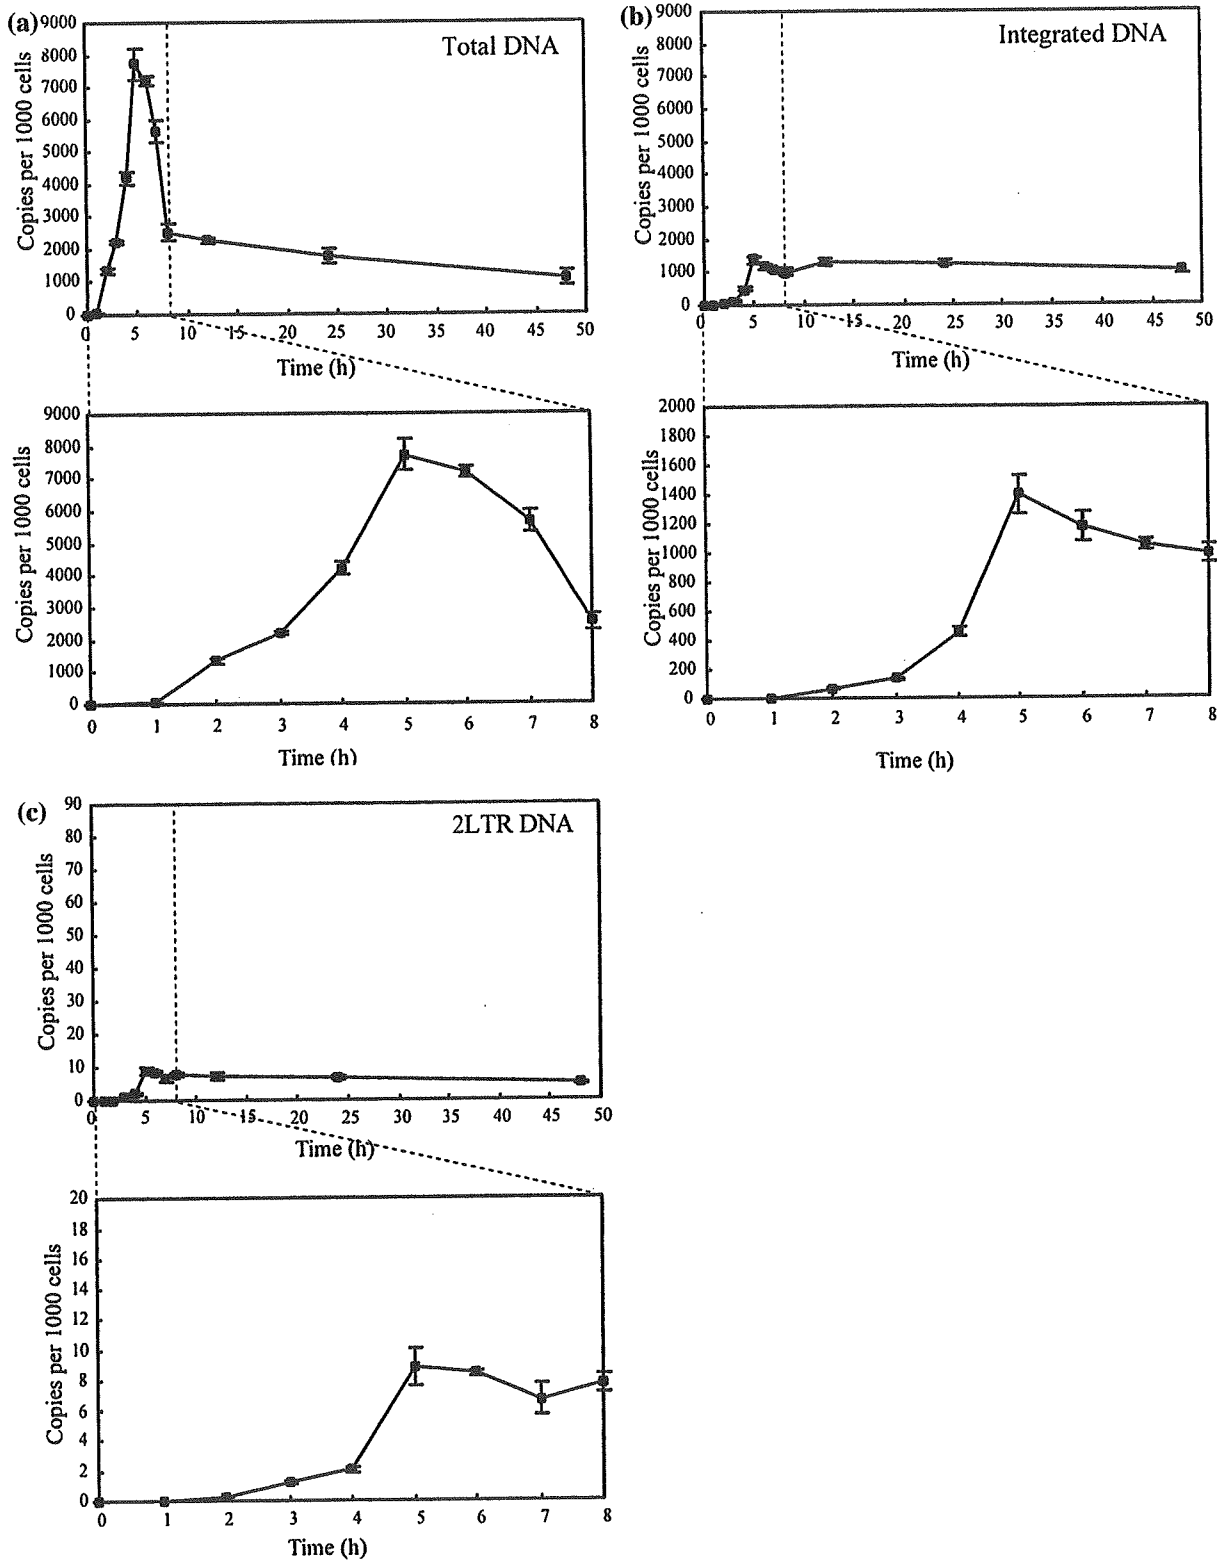 (a)
Total DNA
Copies per 1000 cells
9000
8000
7000
6000
5000
4000
3000
2000
1000
0
0 5 10 15 20 25 30 35 40 45 50
Time (h)
Copies per 1000 cells
9000
8000
7000
6000
5000
4000
3000
2000
1000
0
0 1 2 3 4 5 6 7 8
Time (h)
(b)
Integrated DNA
Copies per 1000 cells
9000
8000
7000
6000
5000
4000
3000
2000
1000
0
0 5 10 15 20 25 30 35 40 45 50
Time (h)
Copies per 1000 cells
2000
1800
1600
1400
1200
1000
800
600
400
200
0
0 1 2 3 4 5 6 7 8
Time (h)
(c)
2LTR DNA
Copies per 1000 cells
90
80
70
60
50
40
30
20
10
0
0 5 10 15 20 25 30 35 40 45 50
Time (h)
Copies per 1000 cells
20
18
16
14
12
10
8
6
4
2
0
0 1 2 3 4 5 6 7 8
Time (h)